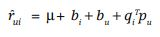 r̂ᵤᵢ = μ + bᵢ + bᵤ + qᵢᵀpᵤ